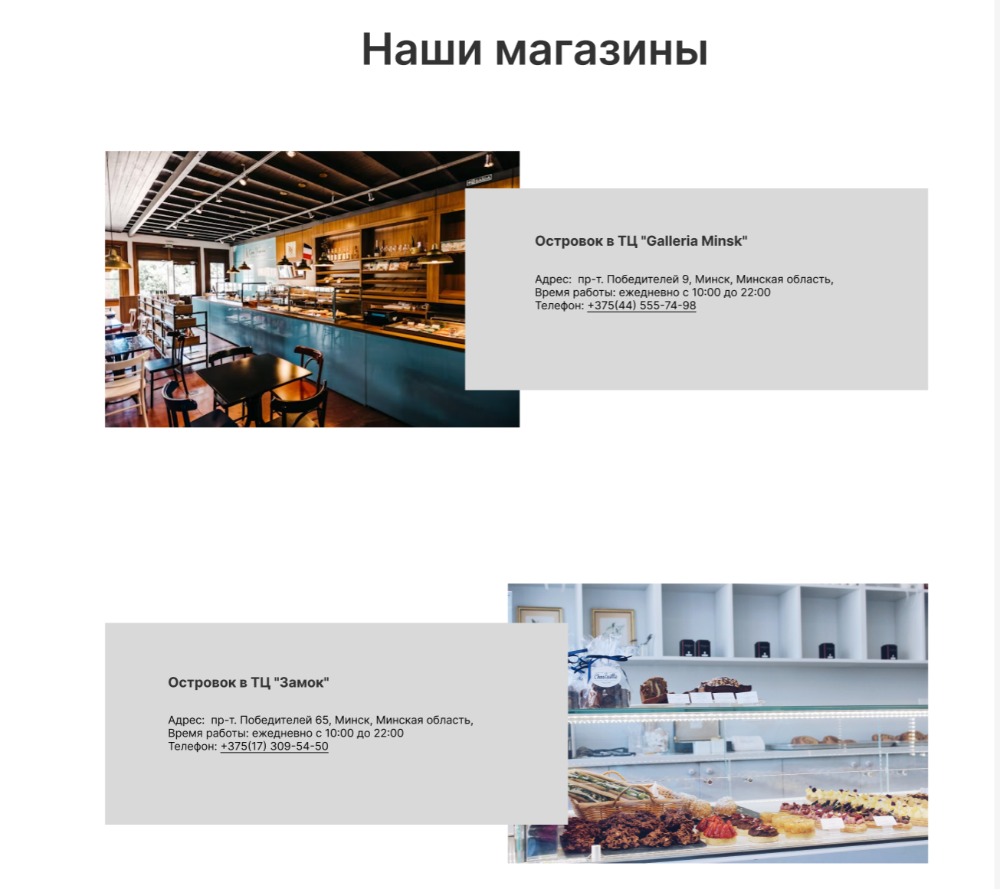 Наши магазины
Островок в ТЦ "Galleria Minsk"
Адрес:  пр-т. Победителей 9, Минск, Минская область,
Время работы: ежедневно с 10:00 до 22:00
Телефон: +375(44) 555-74-98
Островок в ТЦ "Замок"
Адрес:  пр-т. Победителей 65, Минск, Минская область,
Время работы: ежедневно с 10:00 до 22:00
Телефон: +375(17) 309-54-50